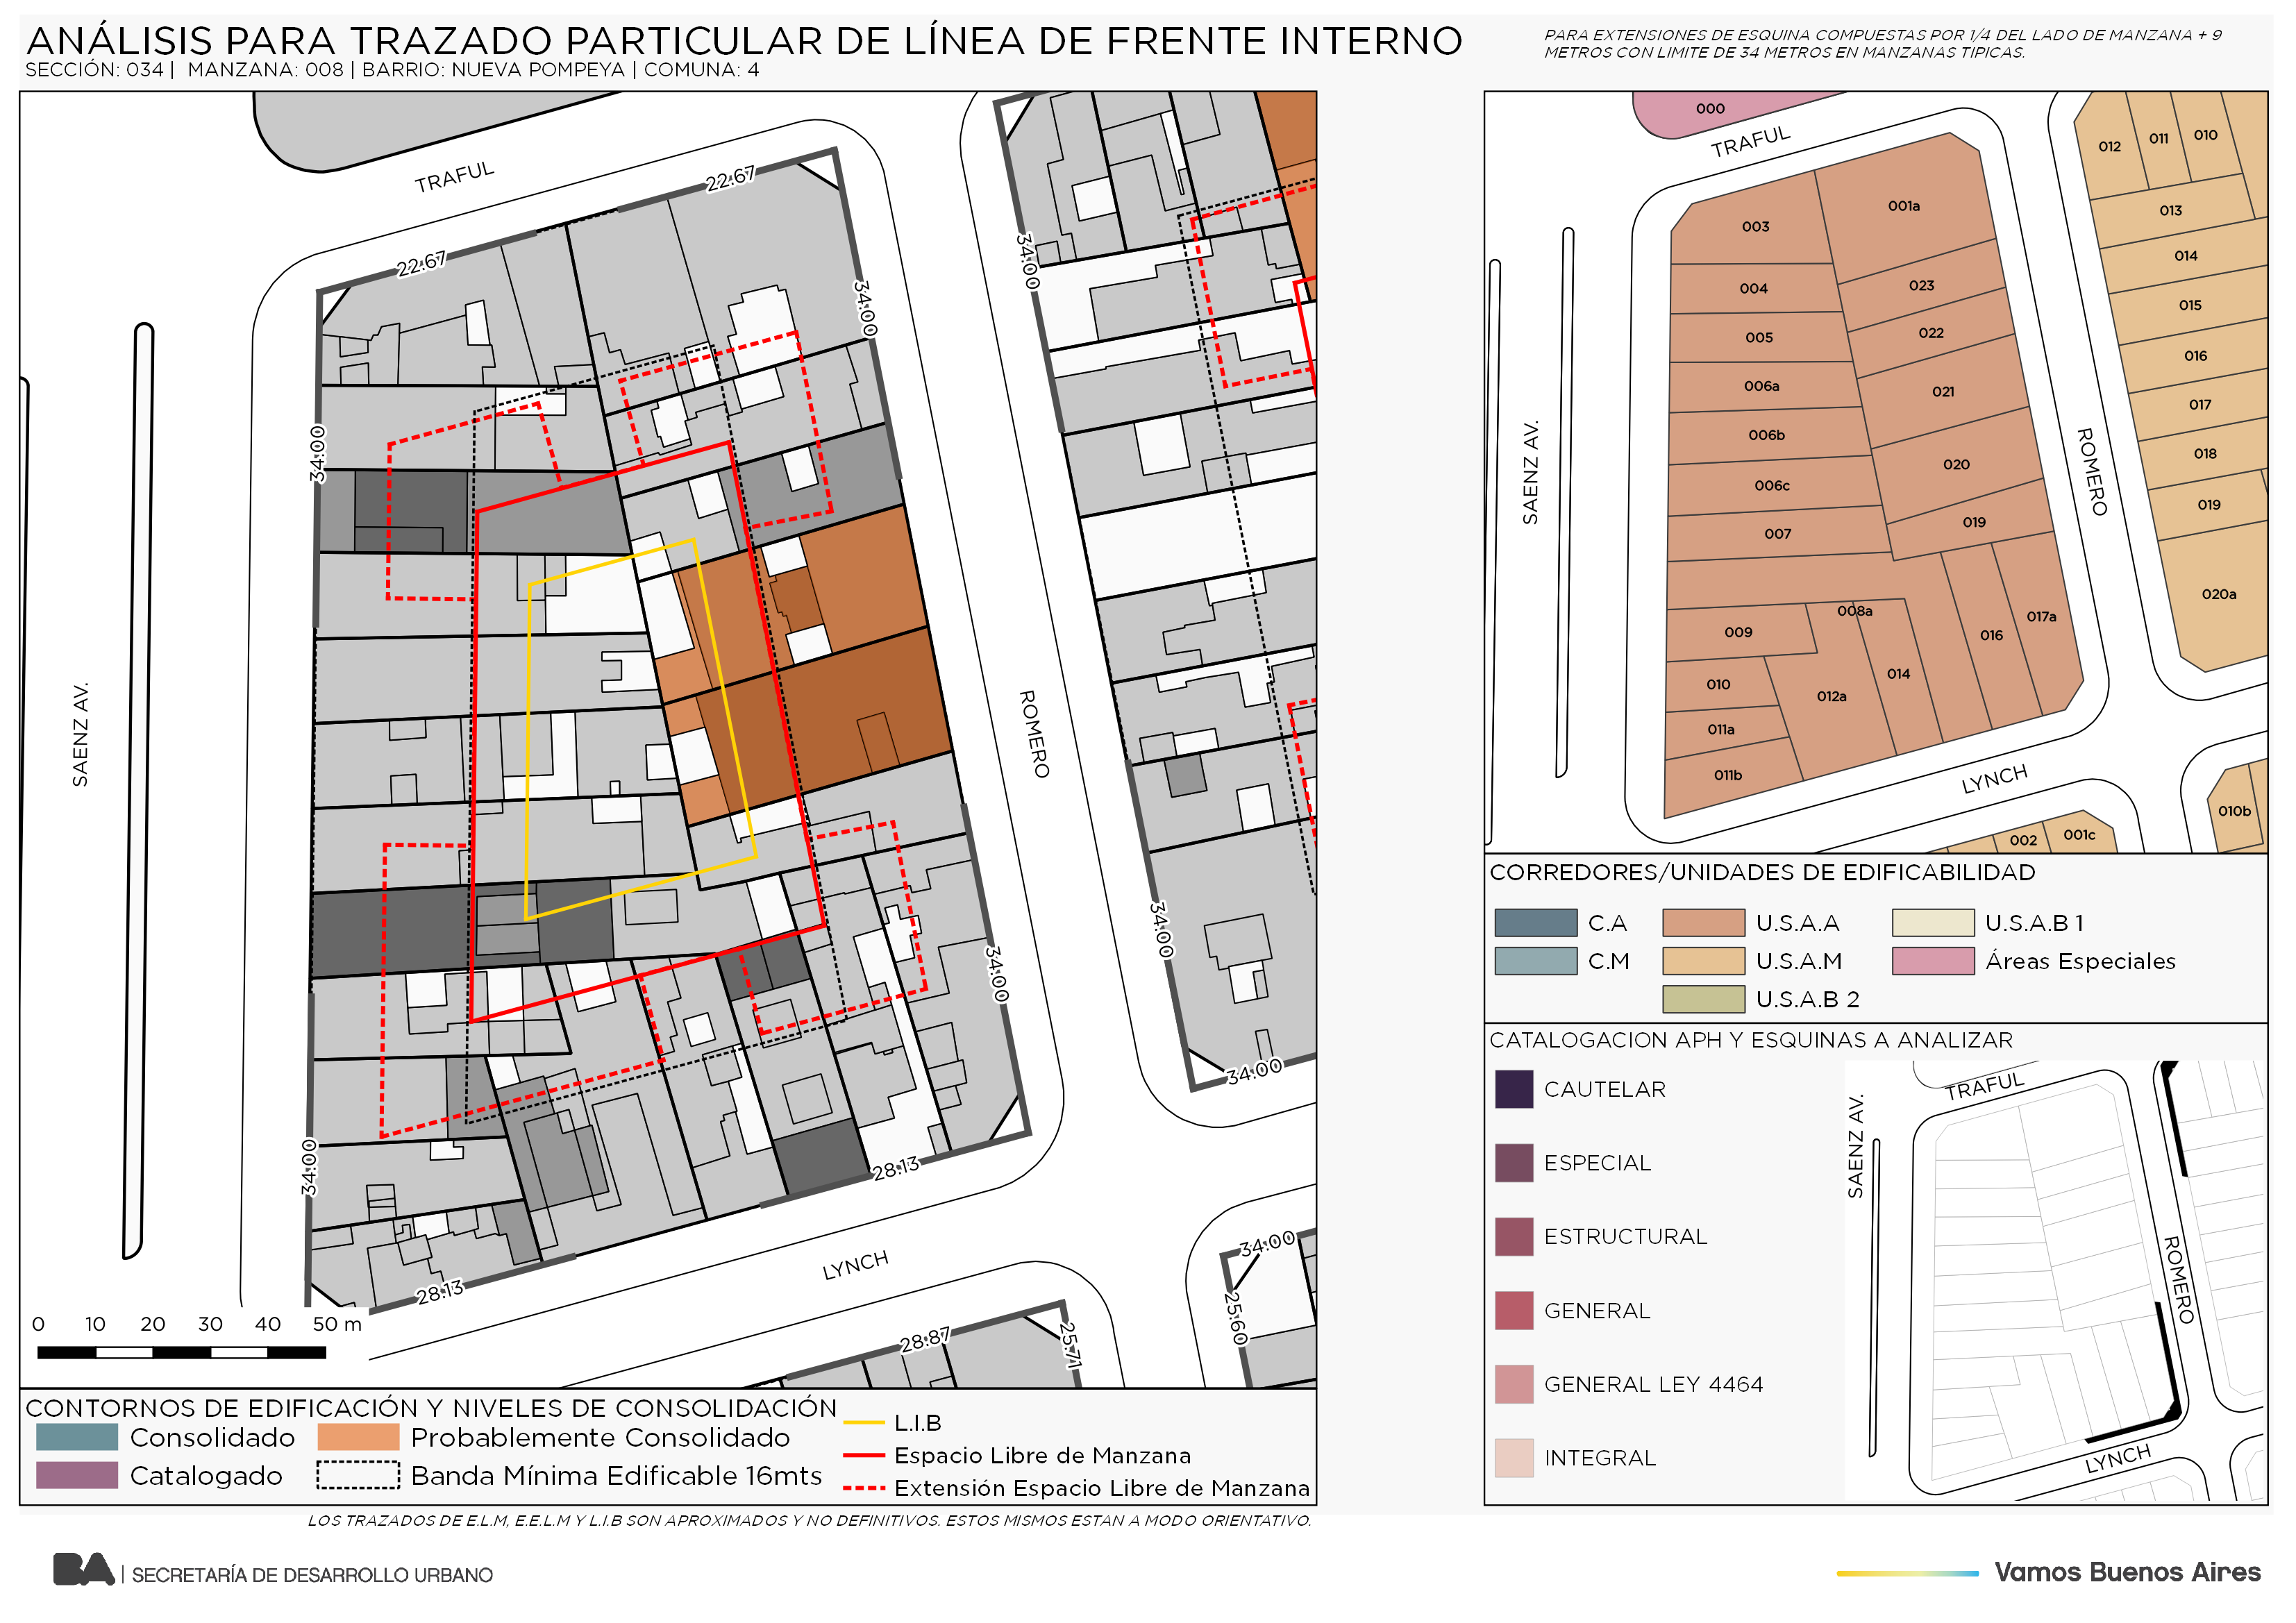 ANÁLISIS PARA TRAZADO PARTICULAR DE LÍNEA DE FRENTE INTERNO
SECCIÓN: 034 | MANZANA: 008 | BARRIO: NUEVA POMPEYA | COMUNA: 4
PARA EXTENSIONES DE ESQUINA COMPUESTAS POR 1/4 DEL LADO DE MANZANA + 9
METROS CON LIMITE DE 34 METROS EN MANZANAS TIPICAS.
TRAFUL
22.67
22.67
34.00
34.00
34.00
SAENZ AV.
ROMERO
34.00
34.00
34.00
34.00
28.13
28.13
LYNCH
34.00
25.60
28.87
25.71
0 10 20 30 40 50 m
CONTORNOS DE EDIFICACIÓN Y NIVELES DE CONSOLIDACIÓN
Consolidado
Probablemente Consolidado
Catalogado
Banda Mínima Edificable 16mts
L.I.B
Espacio Libre de Manzana
Extensión Espacio Libre de Manzana
LOS TRAZADOS DE E.L.M, E.E.L.M Y L.I.B SON APROXIMADOS Y NO DEFINITIVOS. ESTOS MISMOS ESTAN A MODO ORIENTATIVO.
000
TRAFUL
012
011
010
003
001a
013
004
023
014
005
022
015
006a
021
016
006b
017
006c
020
018
007
019
019
SAENZ AV.
ROMERO
008a
009
016
017a
020a
010
014
012a
011a
011b
LYNCH
002
001c
010b
CORREDORES/UNIDADES DE EDIFICABILIDAD
C.A
U.S.A.A
U.S.A.B 1
C.M
U.S.A.M
Áreas Especiales
U.S.A.B 2
CATALOGACION APH Y ESQUINAS A ANALIZAR
CAUTELAR
ESPECIAL
ESTRUCTURAL
GENERAL
GENERAL LEY 4464
INTEGRAL
TRAFUL
SAENZ AV.
ROMERO
LYNCH
BA | SECRETARÍA DE DESARROLLO URBANO
Vamos Buenos Aires